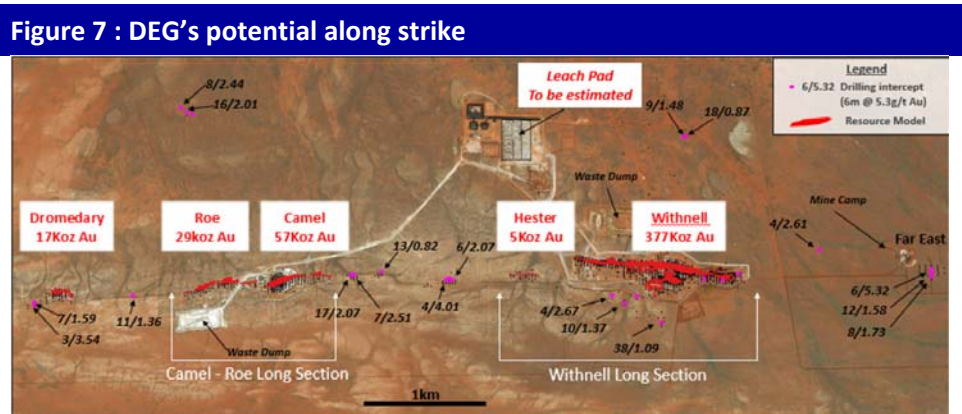 Figure 7 : DEG's potential along strike
8/2.44
16/2.01
Leach Pad
To be estimated
9/1.48
18/0.87
Legend
6/5.32 Drilling intercept
(6m @ 5.3g/t Au)
Resource Model
Waste Dump
Mine Camp
Dromedary
17Koz Au
Roe
29koz Au
Camel
57Koz Au
Hester
5Koz Au
Withnell
377Koz Au
4/2.61
Far East
13/0.82
6/2.07
7/1.59
3/3.54
11/1.36
17/2.07
7/2.51
4/4.01
4/2.67
10/1.37
38/1.09
6/5.32
12/1.58
8/1.73
Waste Dump
Camel - Roe Long Section
Withnell Long Section
1km